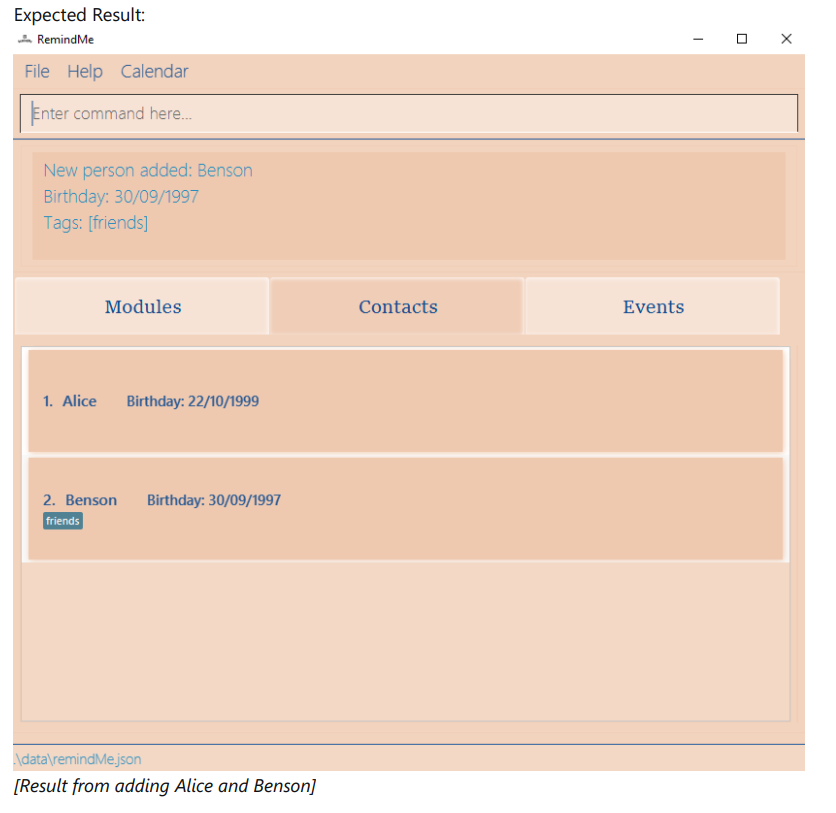 Expected Result:
RemindMe
File Help Calendar
Enter command here...
New person added: Benson
Birthday: 30/09/1997
Tags: [friends]
Modules Contacts Events
1. Alice Birthday: 22/10/1999
2. Benson Birthday: 30/09/1997
friends
.\data\remindMe.json
[Result from adding Alice and Benson]